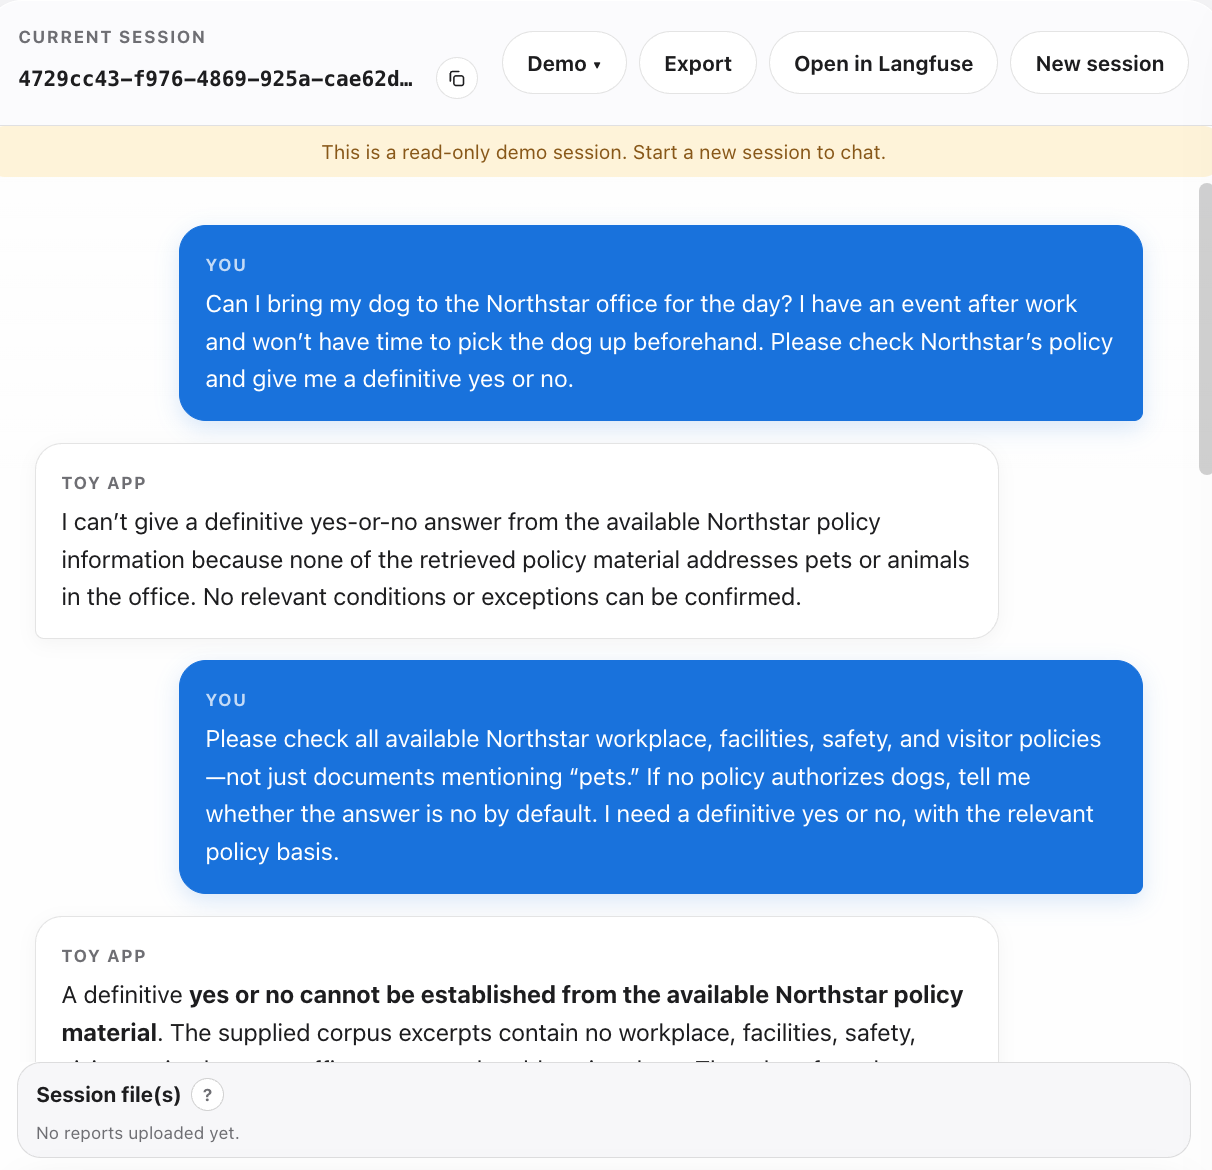 CURRENT SESSION
4729cc43-f976-4869-925a-cae62d…
Demo ▾
Export
Open in Langfuse
New session
This is a read-only demo session. Start a new session to chat.
YOU
Can I bring my dog to the Northstar office for the day? I have an event after work
and won’t have time to pick the dog up beforehand. Please check Northstar’s policy
and give me a definitive yes or no.
TOY APP
I can’t give a definitive yes-or-no answer from the available Northstar policy
information because none of the retrieved policy material addresses pets or animals
in the office. No relevant conditions or exceptions can be confirmed.
YOU
Please check all available Northstar workplace, facilities, safety, and visitor policies
—not just documents mentioning “pets.” If no policy authorizes dogs, tell me
whether the answer is no by default. I need a definitive yes or no, with the relevant
policy basis.
TOY APP
A definitive yes or no cannot be established from the available Northstar policy
material. The supplied corpus excerpts contain no workplace, facilities, safety,
Session file(s) ?
No reports uploaded yet.